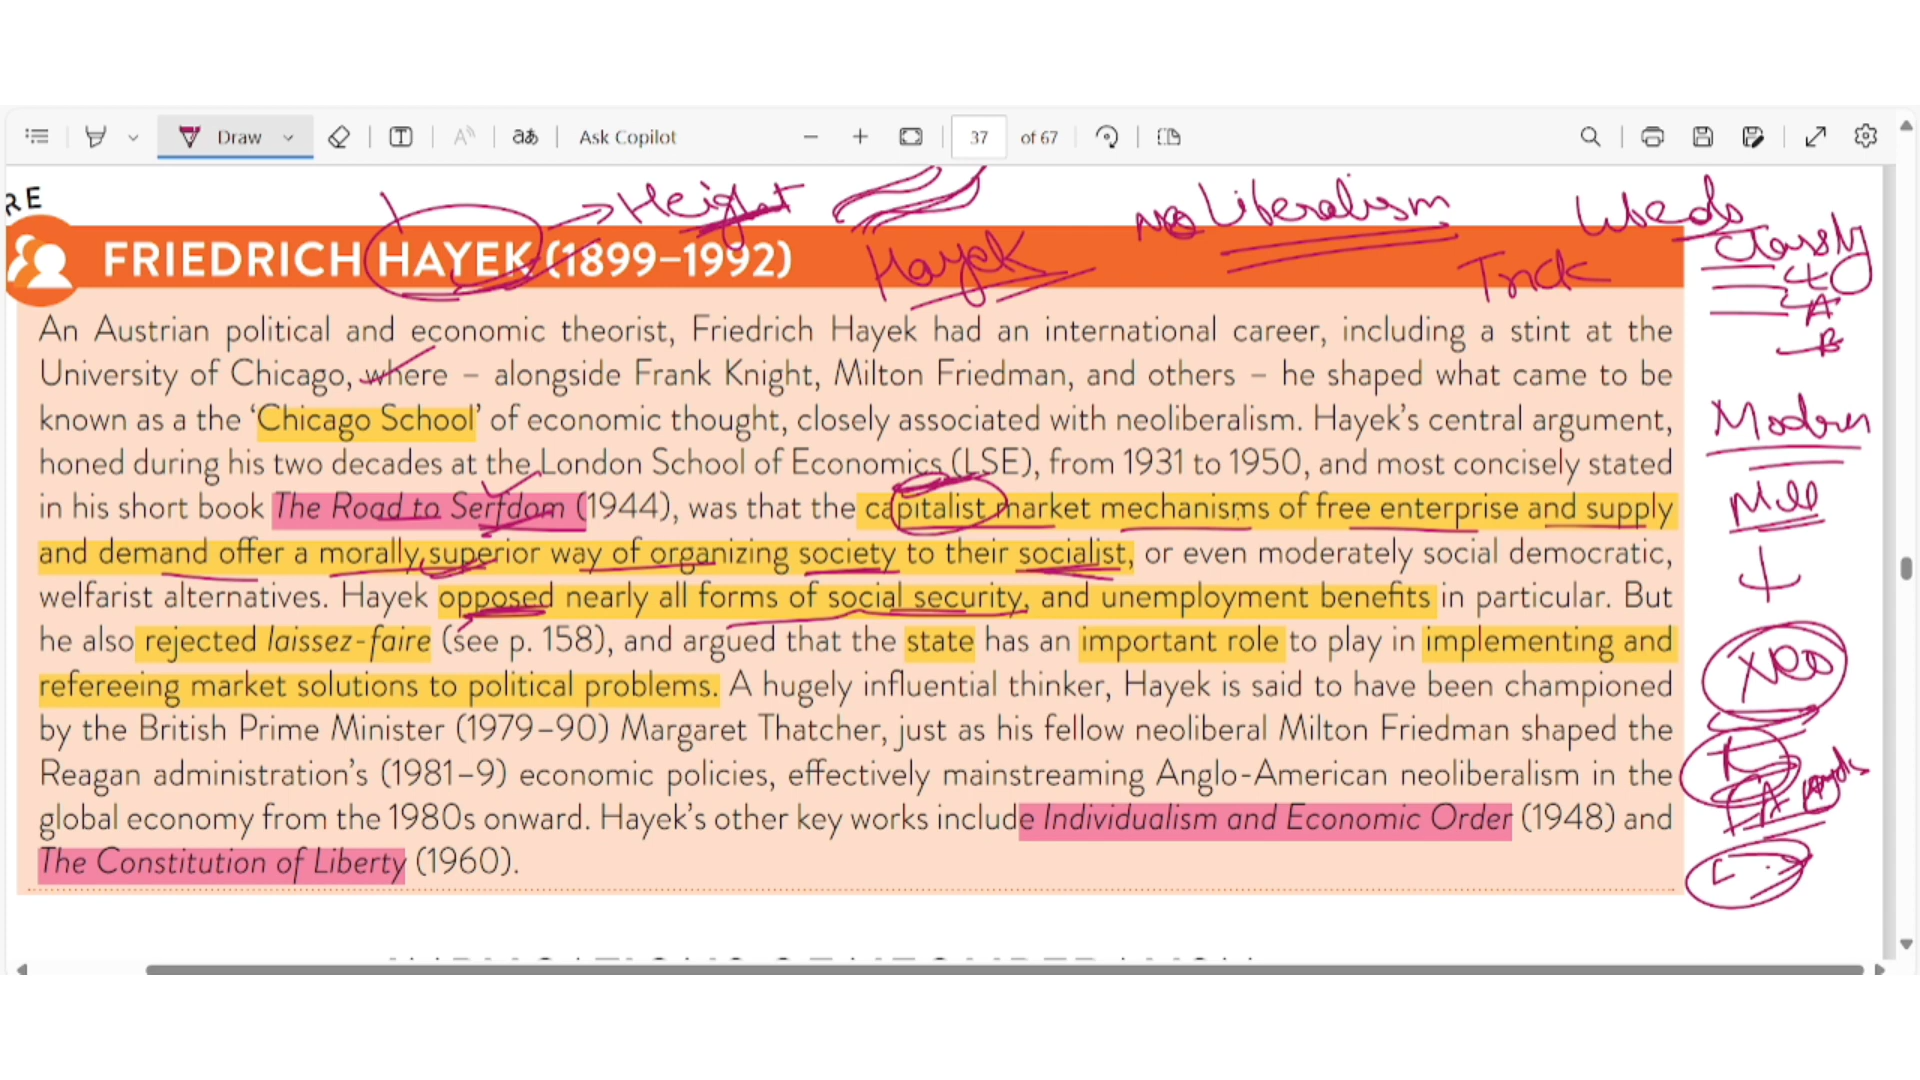 Draw
Ask Copilot
37
of 67
RE
Height
neo Liberalism
Weeds
Classify
FRIEDRICH HAYEK (1899–1992)
Hayek
Trick
A
B
An Austrian political and economic theorist, Friedrich Hayek had an international career, including a stint at the
University of Chicago, where – alongside Frank Knight, Milton Friedman, and others – he shaped what came to be
known as a the ‘Chicago School’ of economic thought, closely associated with neoliberalism. Hayek’s central argument,
Modern
honed during his two decades at the London School of Economics (LSE), from 1931 to 1950, and most concisely stated
in his short book The Road to Serfdom (1944), was that the capitalist market mechanisms of free enterprise and supply
Mill
and demand offer a morally superior way of organizing society to their socialist, or even moderately social democratic,
welfarist alternatives. Hayek opposed nearly all forms of social security, and unemployment benefits in particular. But
he also rejected laissez-faire (see p. 158), and argued that the state has an important role to play in implementing and
refereeing market solutions to political problems. A hugely influential thinker, Hayek is said to have been championed
by the British Prime Minister (1979–90) Margaret Thatcher, just as his fellow neoliberal Milton Friedman shaped the
Reagan administration’s (1981–9) economic policies, effectively mainstreaming Anglo-American neoliberalism in the
global economy from the 1980s onward. Hayek’s other key works include Individualism and Economic Order (1948) and
The Constitution of Liberty (1960).